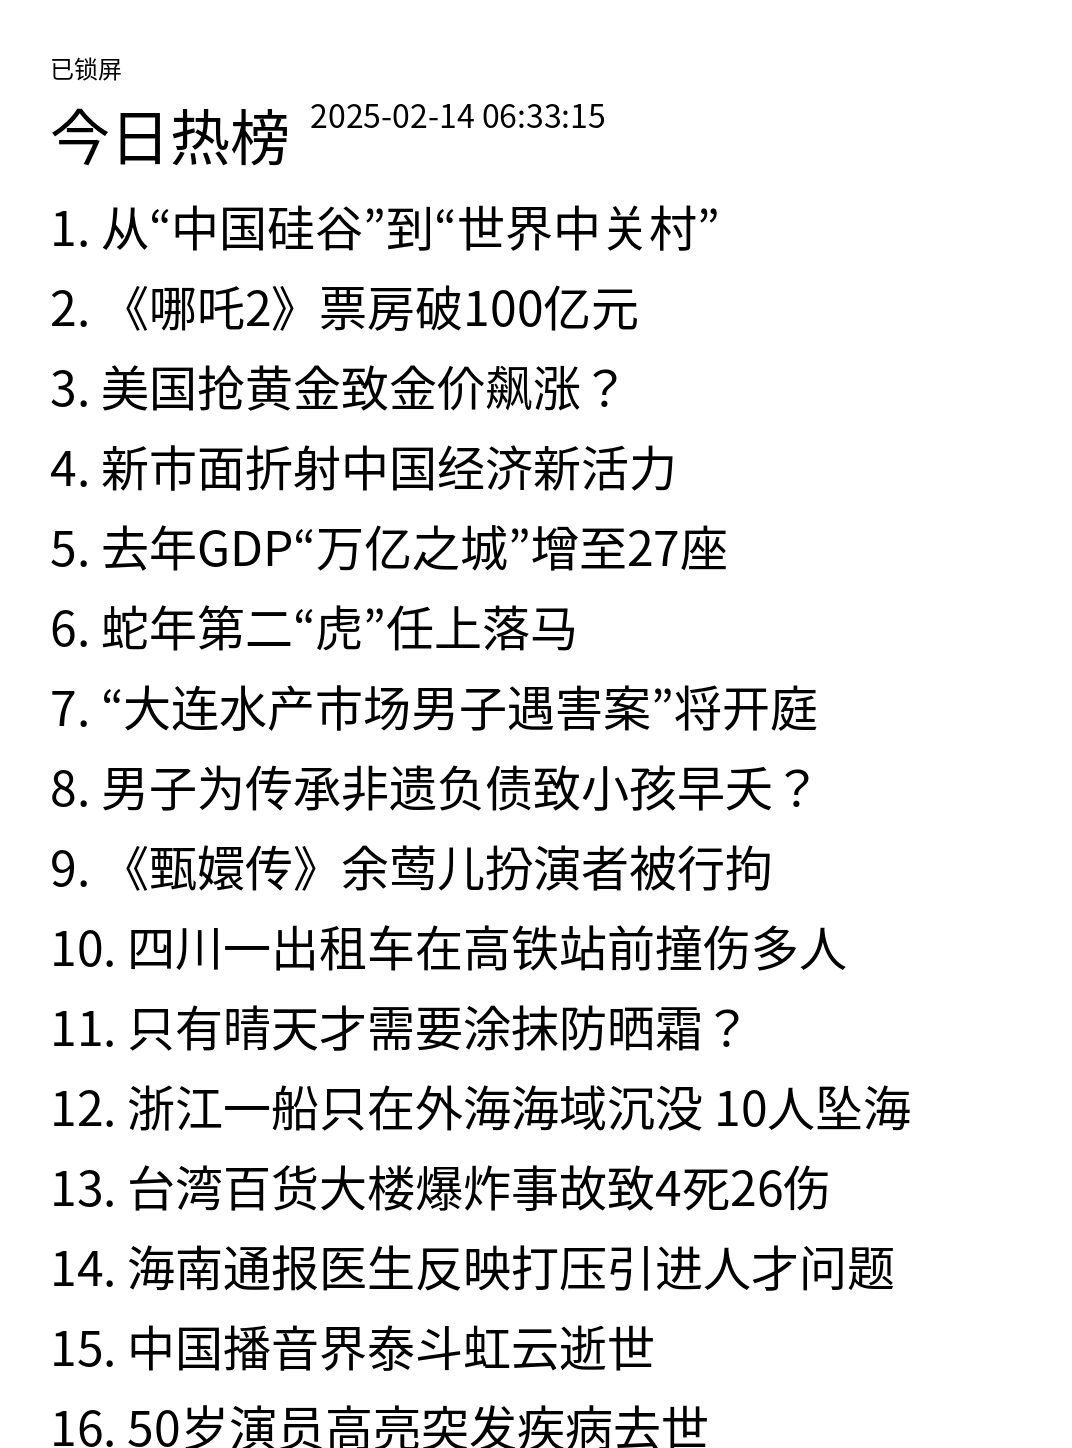 已锁屏
今日热榜 2025-02-14 06:33:15
1. 从“中国硅谷”到“世界中关村”
2. 《哪吒2》票房破100亿元
3. 美国抢黄金致金价飙涨？
4. 新市面折射中国经济新活力
5. 去年GDP“万亿之城”增至27座
6. 蛇年第二“虎”任上落马
7. “大连水产市场男子遇害案”将开庭
8. 男子为传承非遗负债致小孩早夭？
9. 《甄嬛传》余莺儿扮演者被行拘
10. 四川一出租车在高铁站前撞伤多人
11. 只有晴天才需要涂抹防晒霜？
12. 浙江一船只在外海海域沉没 10人坠海
13. 台湾百货大楼爆炸事故致4死26伤
14. 海南通报医生反映打压引进人才问题
15. 中国播音界泰斗虹云逝世
16. 50岁演员高亮突发疾病去世